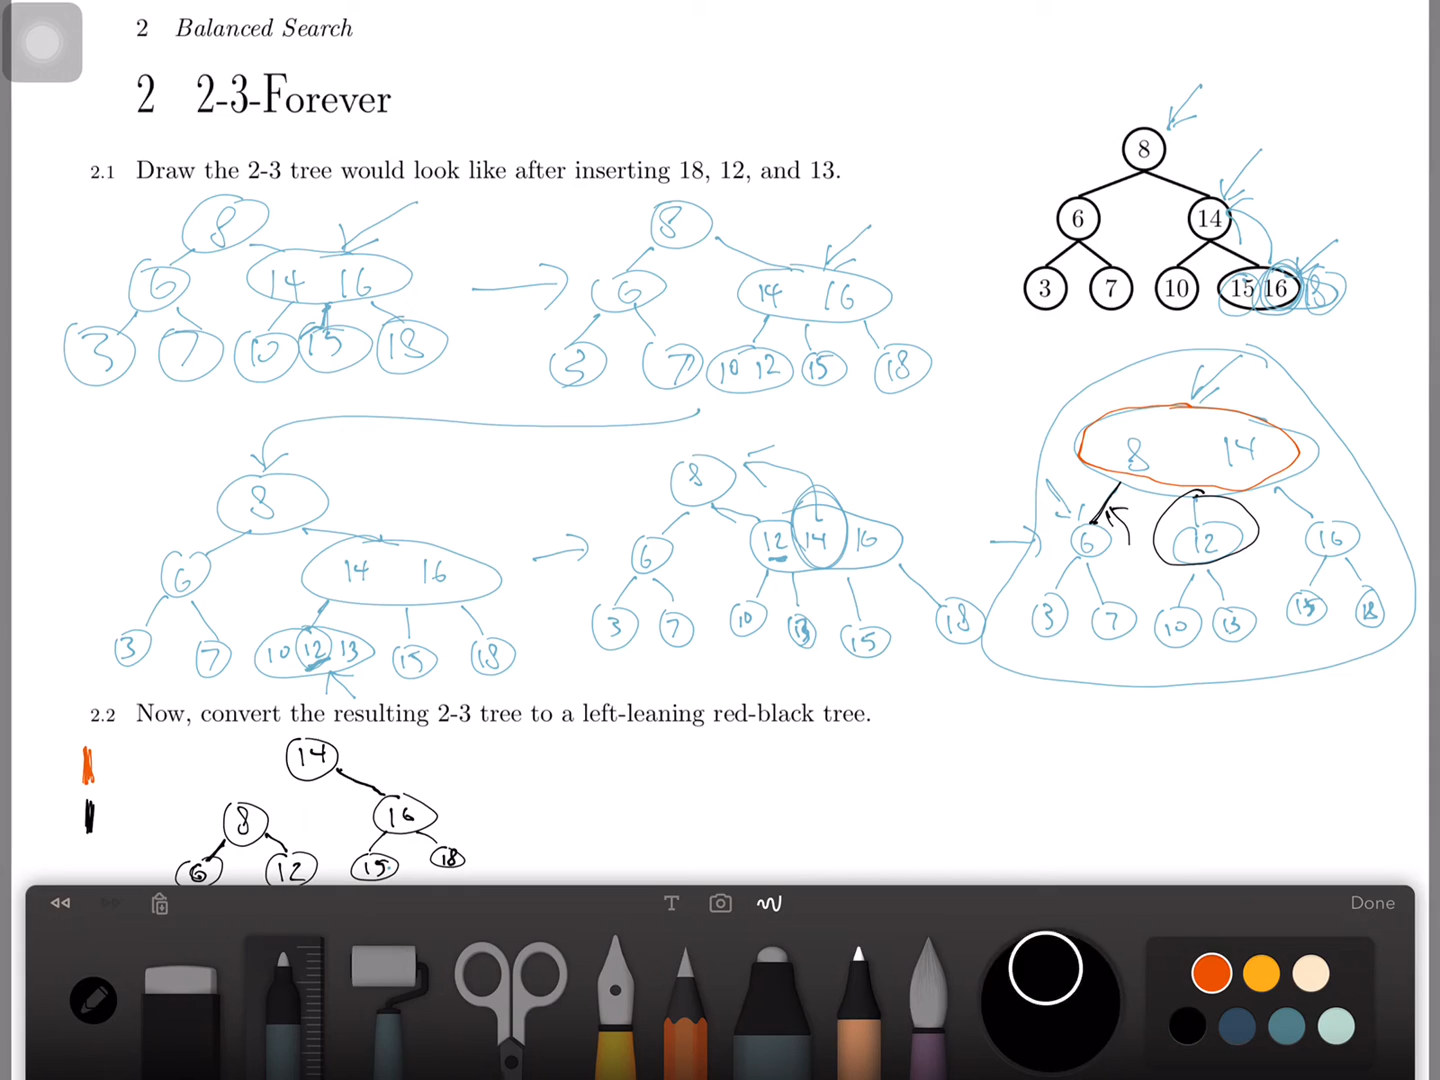 2 Balanced Search
2 2-3-Forever
2.1 Draw the 2-3 tree would look like after inserting 18, 12, and 13.
8
6 14
3 7 10 15 16 18
8
6 14 16
3 7 10 15 18
8
6 14 16
3 7 10 12 15 18
8
6 14 16
3 7 10 12 13 15 18
8
6 12 14 16
3 7 10 13 15 18
8 14
6 12 16
3 7 10 13 15 18
2.2 Now, convert the resulting 2-3 tree to a left-leaning red-black tree.
14
8 16
6 12 15 18
T
Done